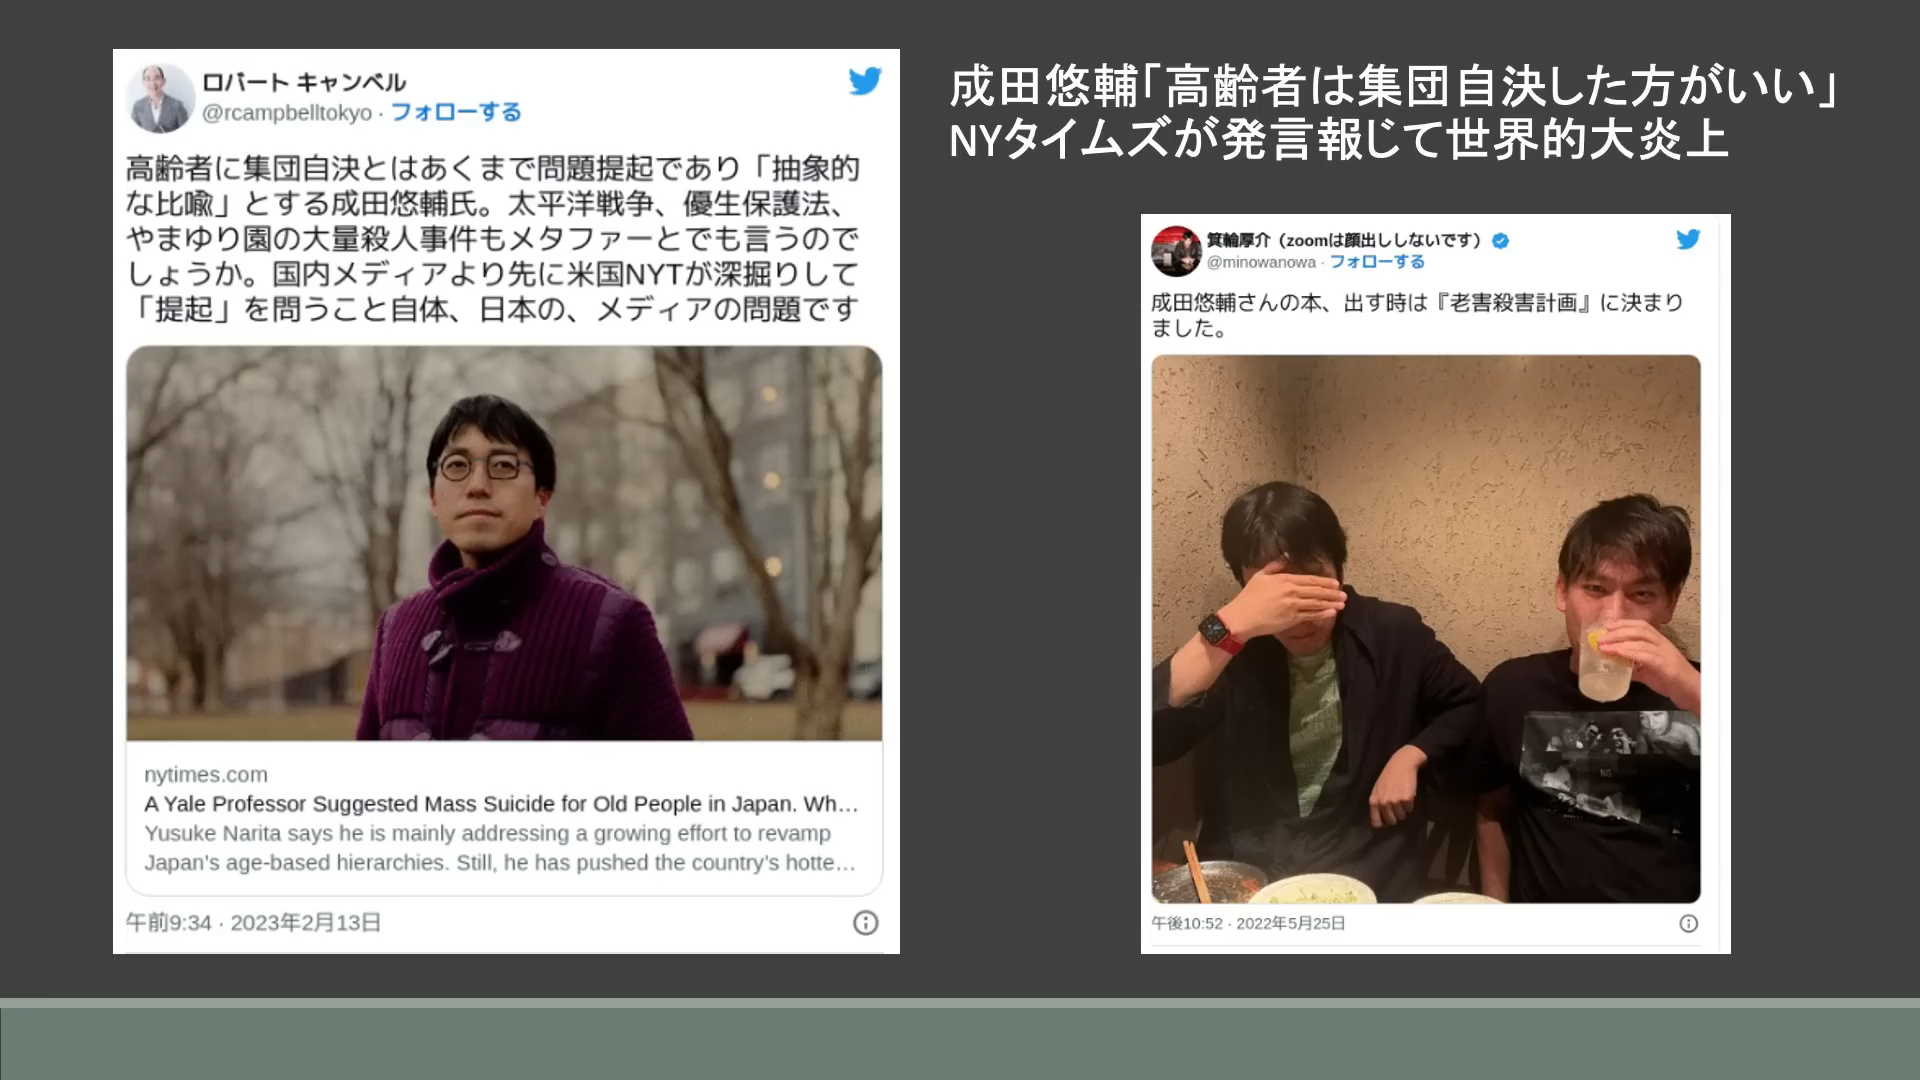 ロバート キャンベル
@rcampbelltokyo · フォローする
高齢者に集団自決とはあくまで問題提起であり「抽象的
な比喩」とする成田悠輔氏。太平洋戦争、優生保護法、
やまゆり園の大量殺人事件もメタファーとでも言うので
しょうか。国内メディアより先に米国NYTが深掘りして
「提起」を問うこと自体、日本の、メディアの問題です
nytimes.com
A Yale Professor Suggested Mass Suicide for Old People in Japan. Wh...
Yusuke Narita says he is mainly addressing a growing effort to revamp
Japan's age-based hierarchies. Still, he has pushed the country's hotte...
午前9:34 · 2023年2月13日
成田悠輔「高齢者は集団自決した方がいい」
NYタイムズが発言報じて世界的大炎上
箕輪厚介（zoomは顔出ししないです）
@minowanowa · フォローする
成田悠輔さんの本、出す時は『老害殺害計画』に決まり
ました。
午後10:52 · 2022年5月25日